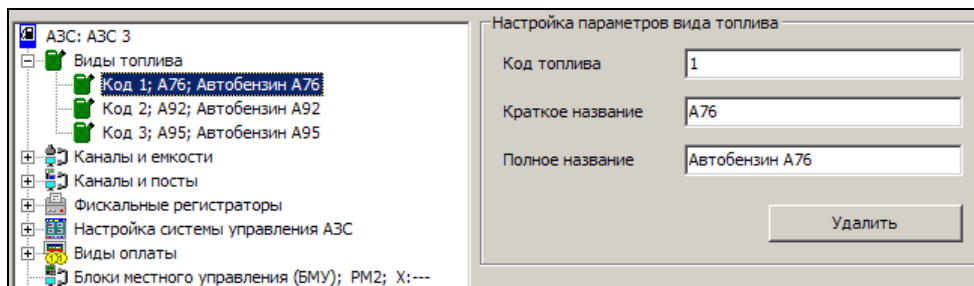 АЗС: АЗС 3
Виды топлива
Код 1; А76; Автобензин А76
Код 2; А92; Автобензин А92
Код 3; А95; Автобензин А95
Каналы и емкости
Каналы и посты
Фискальные регистраторы
Настройка системы управления АЗС
Виды оплаты
Блоки местного управления (БМУ); РМ2; X:---
Настройка параметров вида топлива
Код топлива 1
Краткое название А76
Полное название Автобензин А76
Удалить